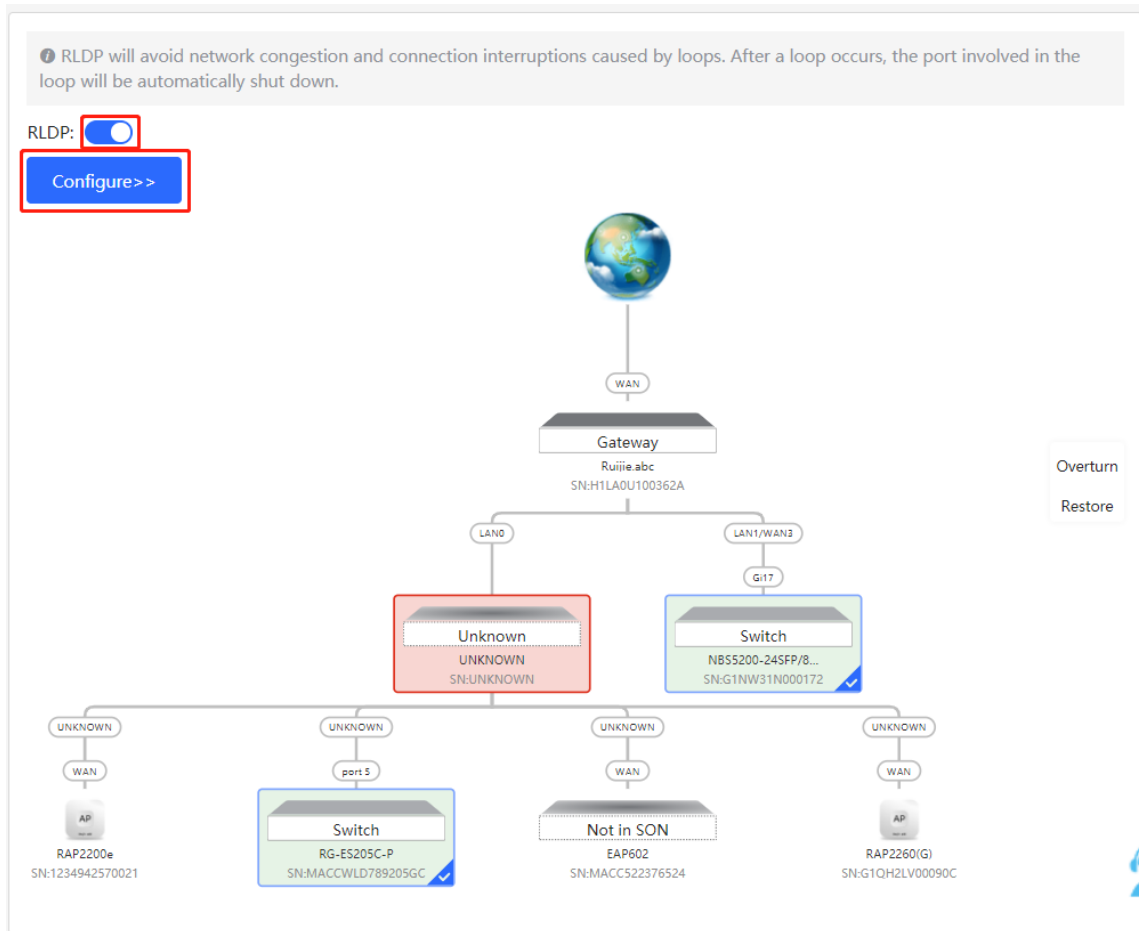 RLDP will avoid network congestion and connection interruptions caused by loops. After a loop occurs, the port involved in the
loop will be automatically shut down.
RLDP:
Configure>>
WAN
Gateway
Ruijie.abc
SN:H1LA0U100362A
Overturn
Restore
LAN0
LAN1/WAN3
Gi17
Unknown
UNKNOWN
SN:UNKNOWN
Switch
NBS5200-24SFP/8...
SN:G1NW31N000172
UNKNOWN
UNKNOWN
UNKNOWN
UNKNOWN
WAN
port 5
WAN
WAN
AP
RAP2200e
SN:1234942570021
Switch
RG-ES205C-P
SN:MACCWLD789205GC
Not in SON
EAP602
SN:MACC522376524
AP
RAP2260(G)
SN:G1QH2LV00090C